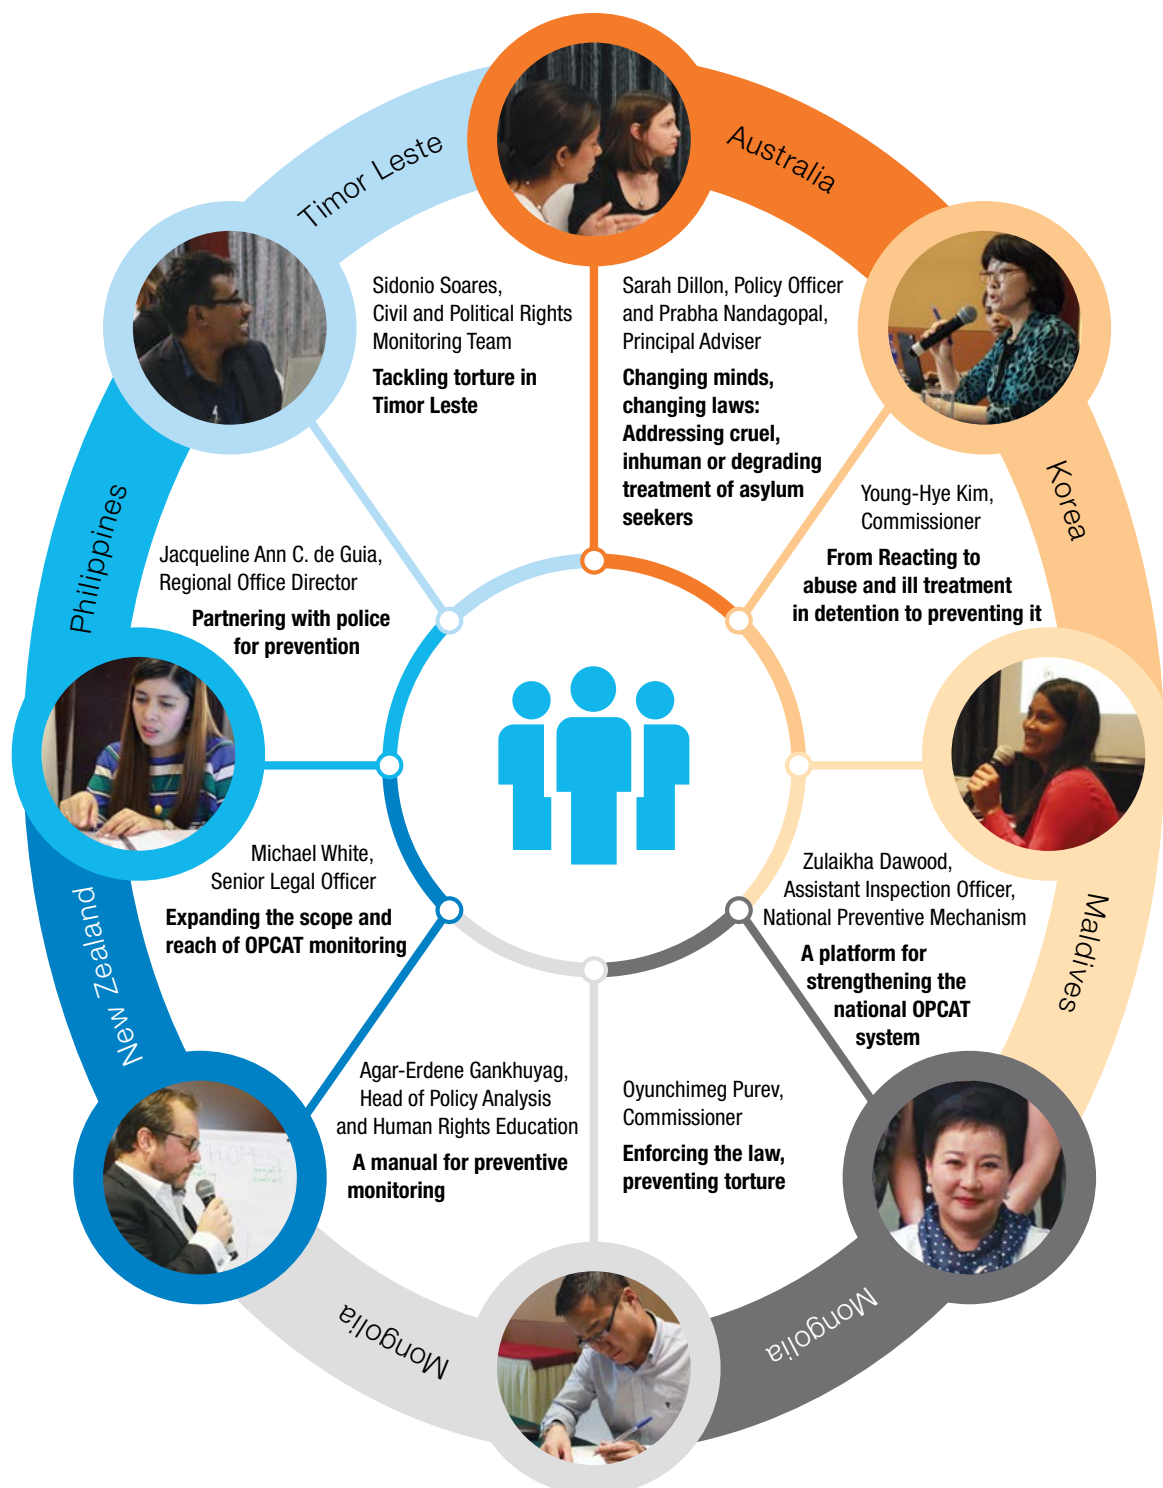 Timor Leste
Australia
Sidonio Soares,
Civil and Political Rights
Monitoring Team
Tackling torture in
Timor Leste
Sarah Dillon, Policy Officer
and Prabha Nandagopal,
Principal Adviser
Changing minds,
changing laws:
Addressing cruel,
inhuman or degrading
treatment of asylum
seekers
Korea
Young-Hye Kim,
Commissioner
From Reacting to
abuse and ill treatment
in detention to preventing it
Philippines
Jacqueline Ann C. de Guia,
Regional Office Director
Partnering with police
for prevention
New Zealand
Michael White,
Senior Legal Officer
Expanding the scope and
reach of OPCAT monitoring
Zulaikha Dawood,
Assistant Inspection Officer,
National Preventive Mechanism
A platform for
strengthening the
national OPCAT
system
Maldives
Agar-Erdene Gankhuyag,
Head of Policy Analysis
and Human Rights Education
A manual for preventive
monitoring
Oyunchimeg Purev,
Commissioner
Enforcing the law,
preventing torture
Mongolia
Mongolia